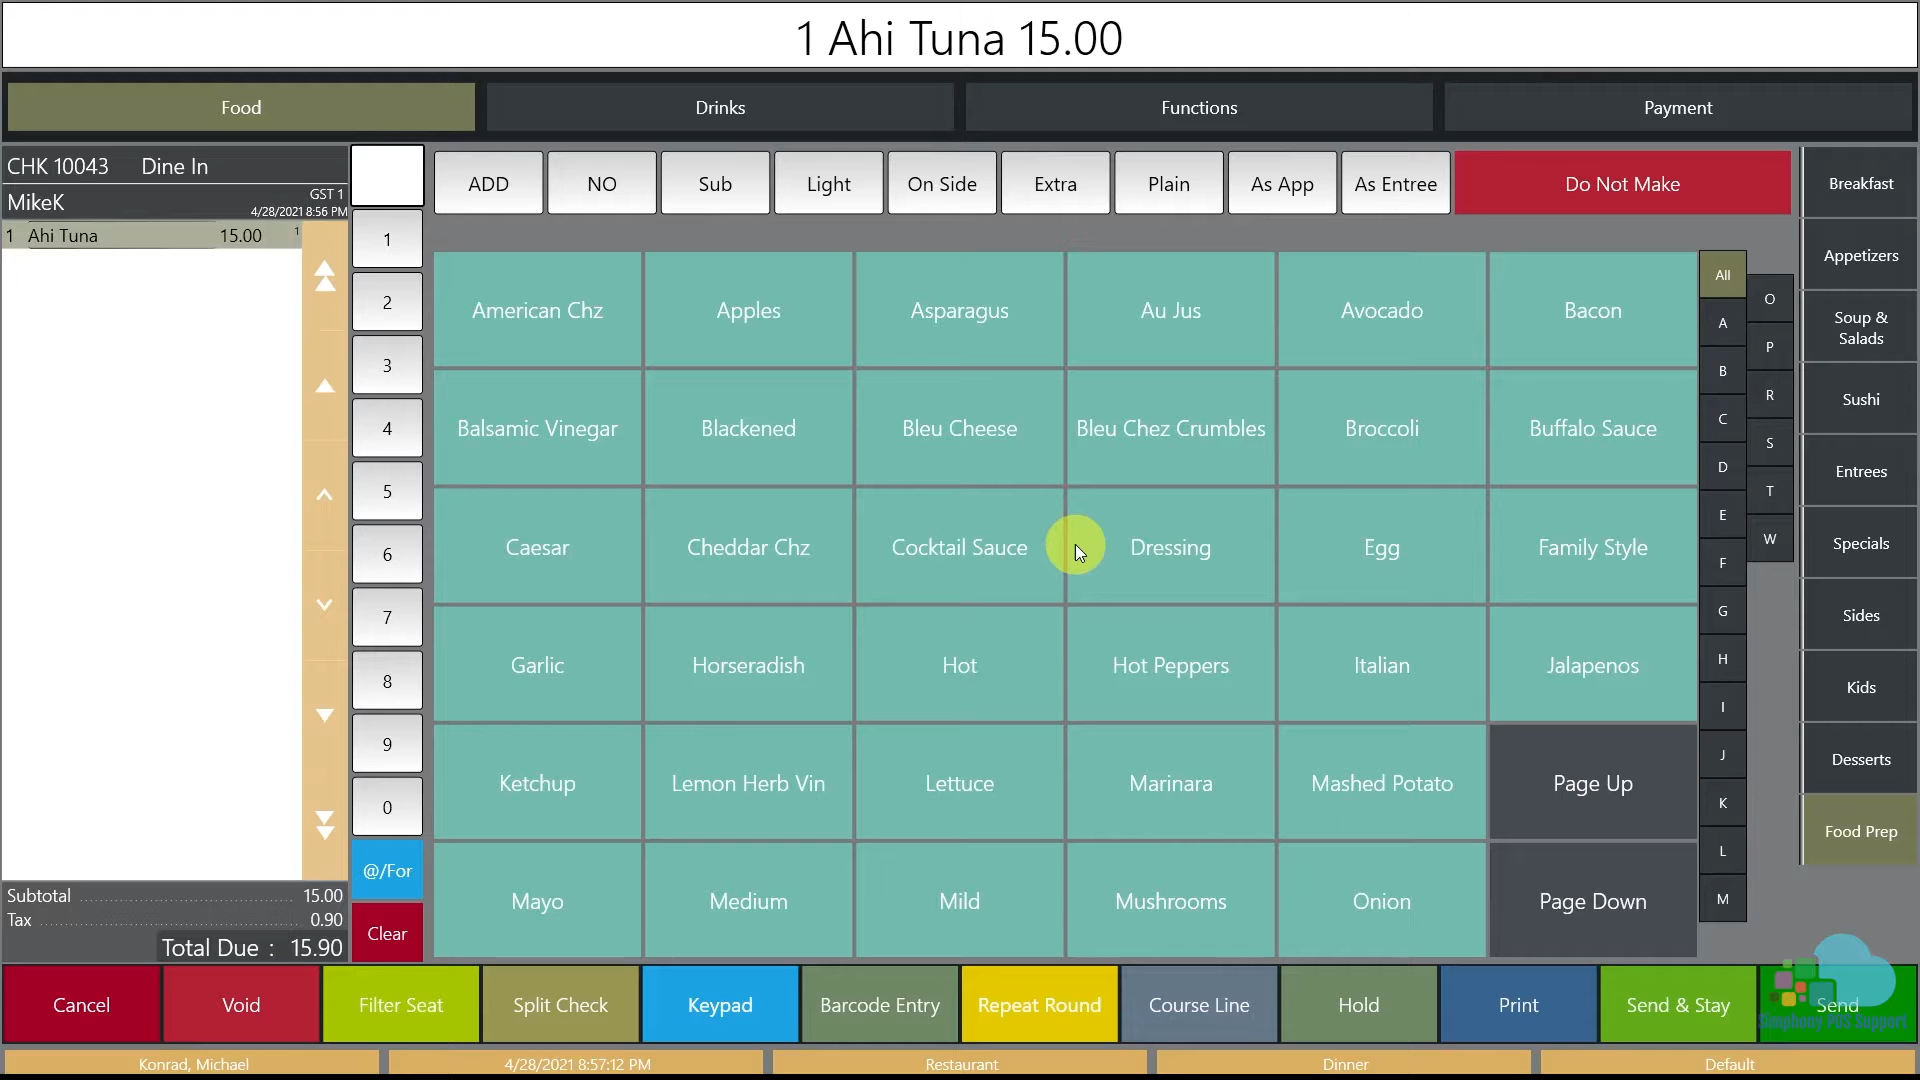 1 Ahi Tuna 15.00
Food
Drinks
Functions
Payment
CHK 10043 Dine In
MikeK
GST 1
4/28/2021 8:56 PM
1 Ahi Tuna 15.00 1
Subtotal 15.00
Tax 0.90
Total Due : 15.90
1
2
3
4
5
6
7
8
9
0
@/For
Clear
ADD
NO
Sub
Light
On Side
Extra
Plain
As App
As Entree
Do Not Make
American Chz
Apples
Asparagus
Au Jus
Avocado
Bacon
Balsamic Vinegar
Blackened
Bleu Cheese
Bleu Chez Crumbles
Broccoli
Buffalo Sauce
Caesar
Cheddar Chz
Cocktail Sauce
Dressing
Egg
Family Style
Garlic
Horseradish
Hot
Hot Peppers
Italian
Jalapenos
Ketchup
Lemon Herb Vin
Lettuce
Marinara
Mashed Potato
Page Up
Mayo
Medium
Mild
Mushrooms
Onion
Page Down
All
A
B
C
D
E
F
G
H
I
J
K
L
M
O
P
R
S
T
W
Breakfast
Appetizers
Soup &
Salads
Sushi
Entrees
Specials
Sides
Kids
Desserts
Food Prep
Cancel
Void
Filter Seat
Split Check
Keypad
Barcode Entry
Repeat Round
Course Line
Hold
Print
Send & Stay
Send
Simphony POS Support
Konrad, Michael
4/28/2021 8:57:12 PM
Restaurant
Dinner
Default